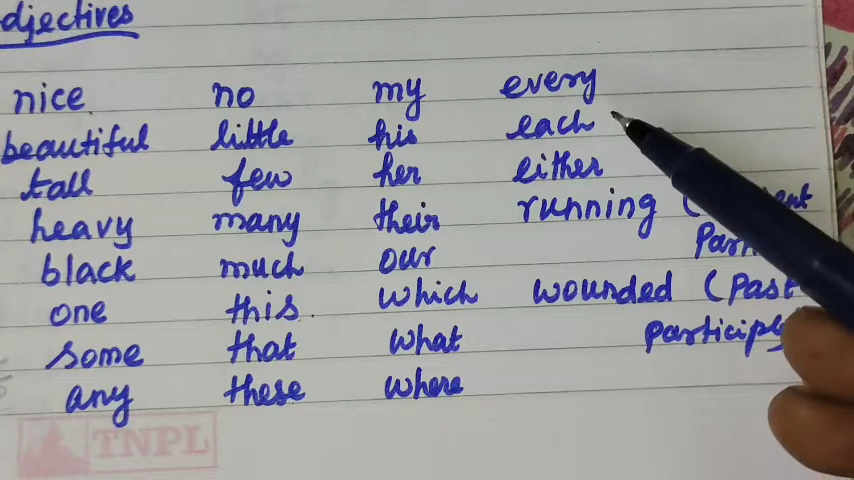 djectives
nice no my every
beautiful little his each
tall few her either
heavy many their running (
black much our
one this which wounded (Past
some that what participle
any these where
TNPL